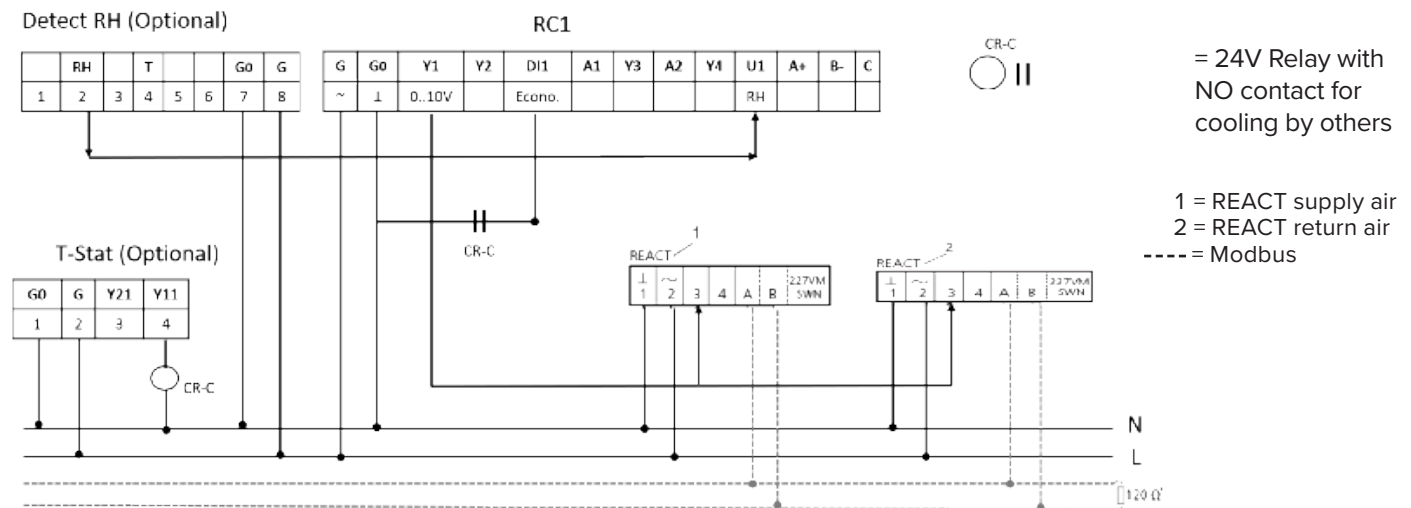 Detect RH (Optional)
RC1
RH T G0 G
1 2 3 4 5 6 7 8
G G0 Y1 Y2 DI1 A1 Y3 A2 Y4 U1 A+ B- C
~ ⊥ 0..10V Econo. RH
CR-C
= 24V Relay with
NO contact for
cooling by others
1 = REACT supply air
2 = REACT return air
= Modbus
CR-C
T-Stat (Optional)
G0 G Y21 Y11
1 2 3 4
CR-C
1
REACT
⊥ ~ 227VM
1 2 3 4 A B SWN
2
REACT
⊥ ~ 227VM
1 2 3 4 A B SWN
N
L
120 Ω